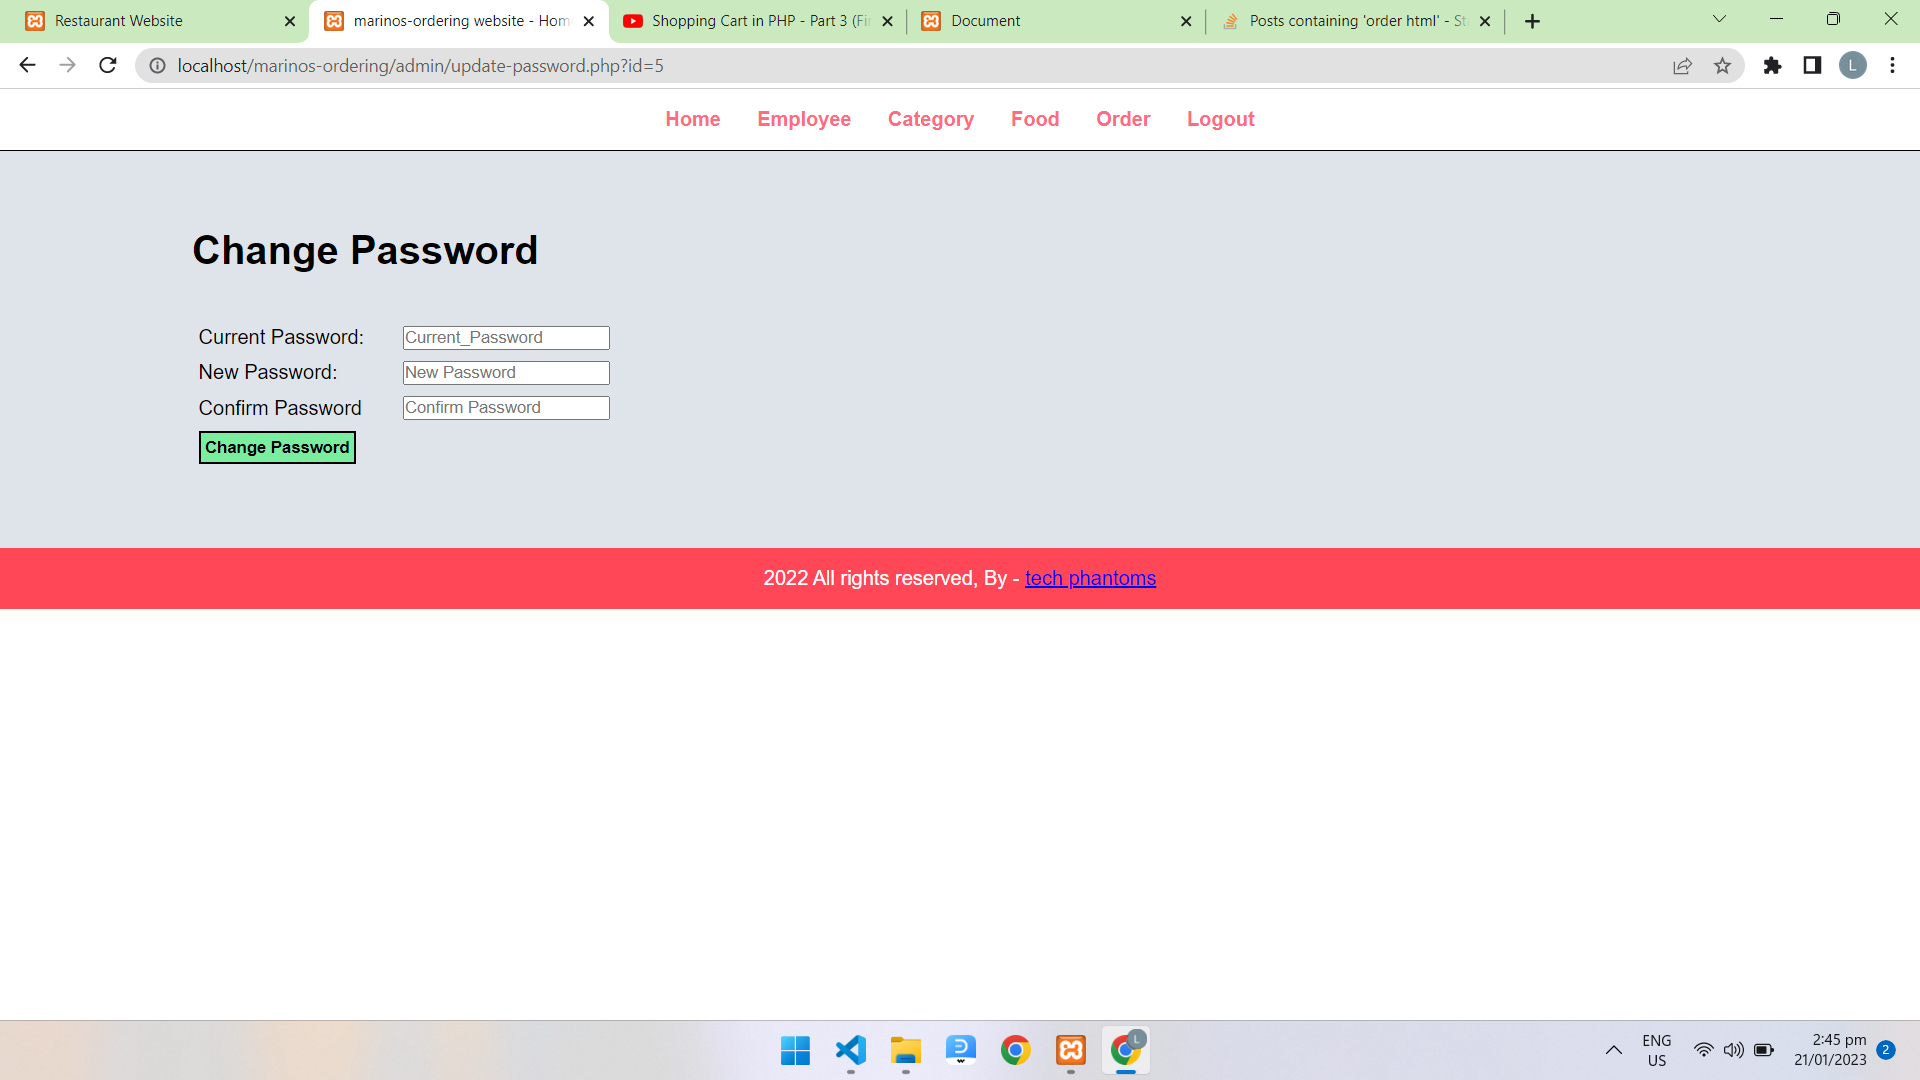 Restaurant Website
marinos-ordering website - Hom
Shopping Cart in PHP - Part 3 (Fi
Document
Posts containing 'order html' - St
localhost/marinos-ordering/admin/update-password.php?id=5
L
Home Employee Category Food Order Logout
Change Password
Current Password: Current_Password
New Password: New Password
Confirm Password Confirm Password
Change Password
2022 All rights reserved, By - tech phantoms
L
ENG
US
2:45 pm
21/01/2023
2